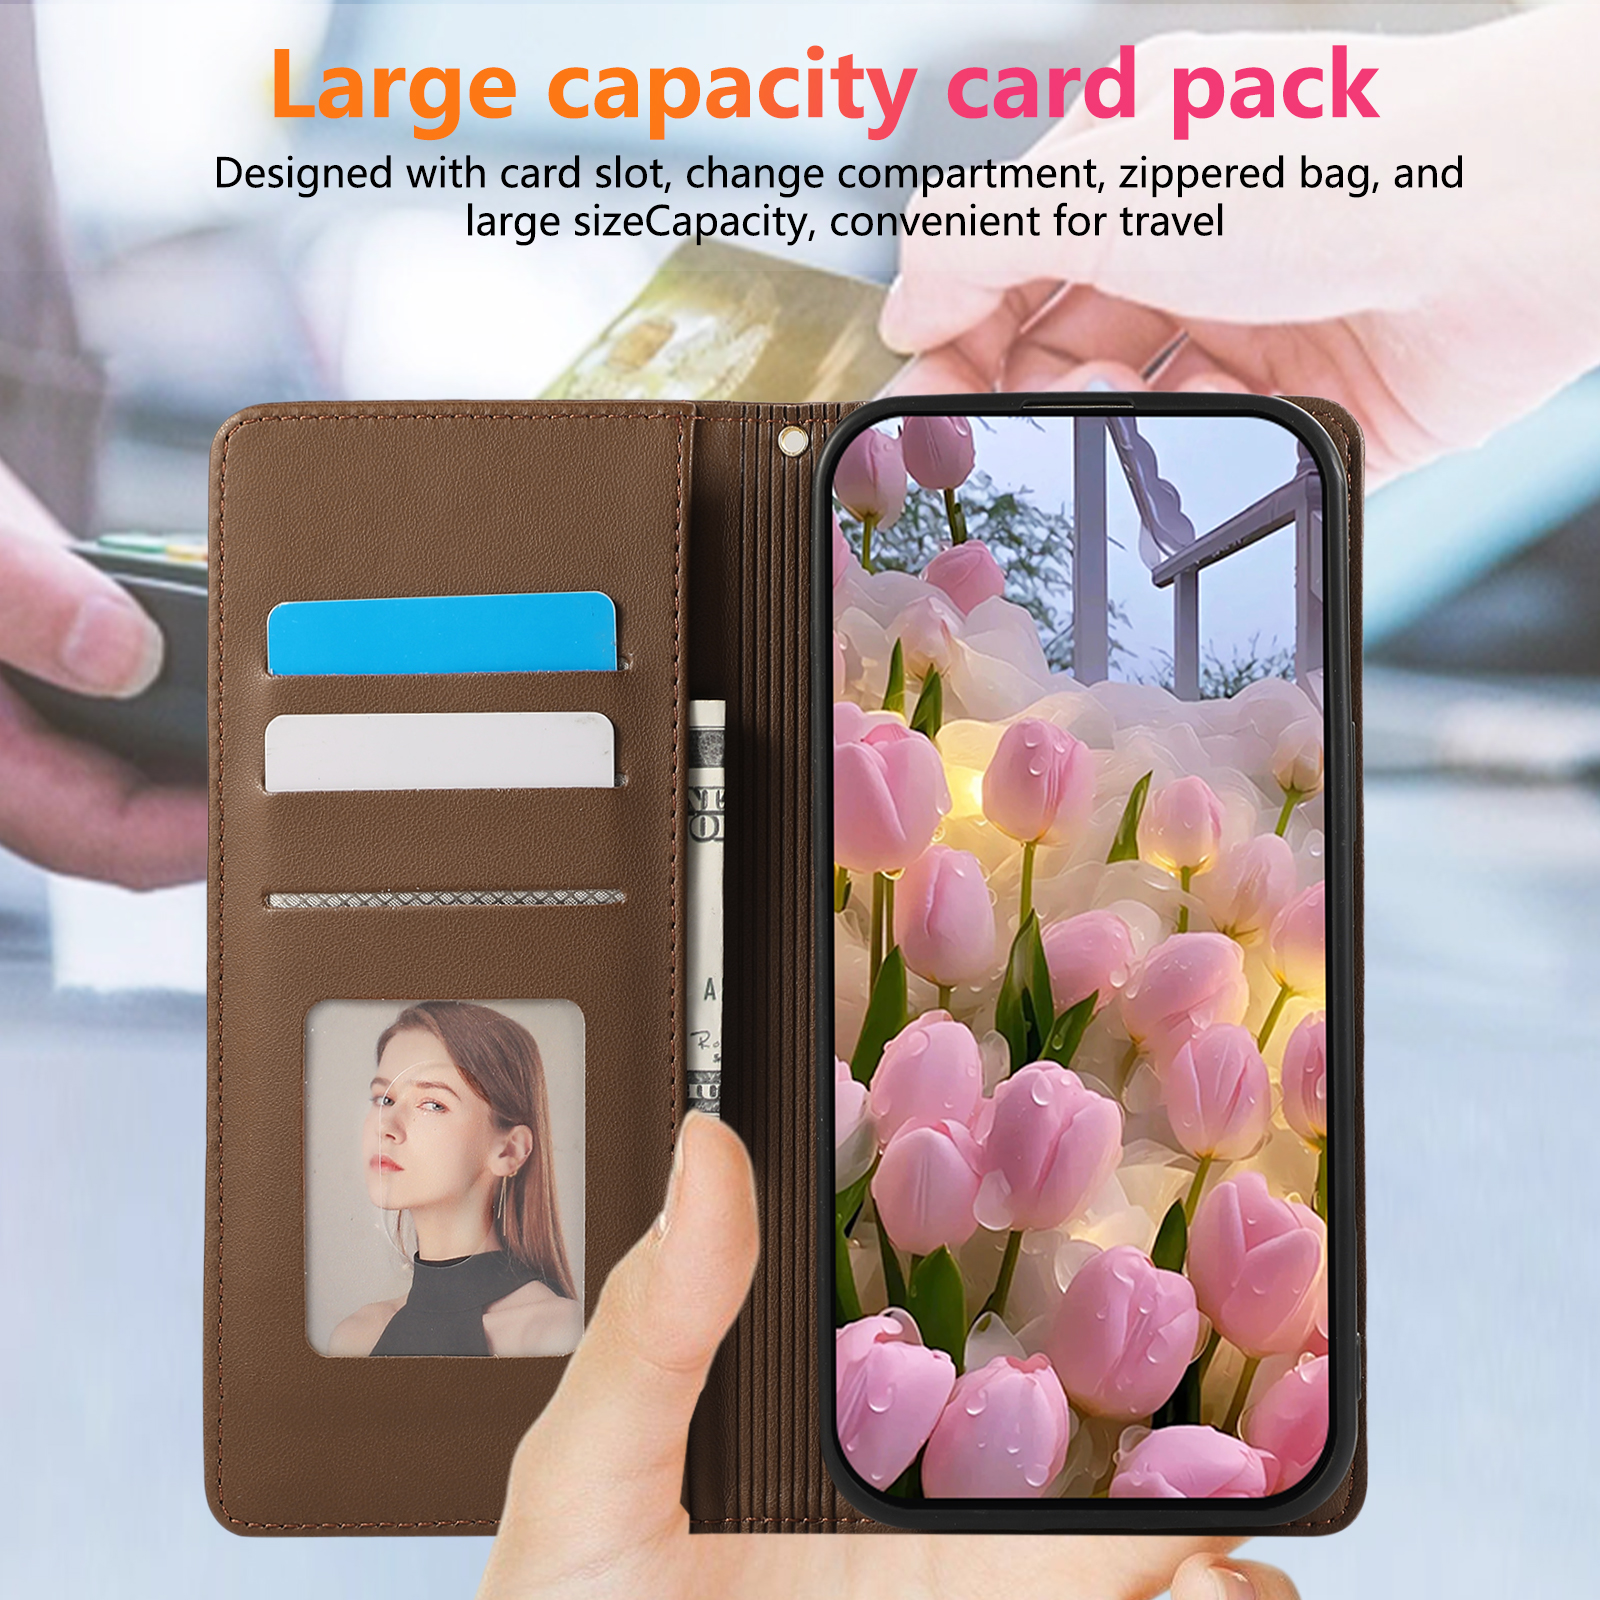 Large capacity card pack
Designed with card slot, change compartment, zippered bag, and
large sizeCapacity, convenient for travel